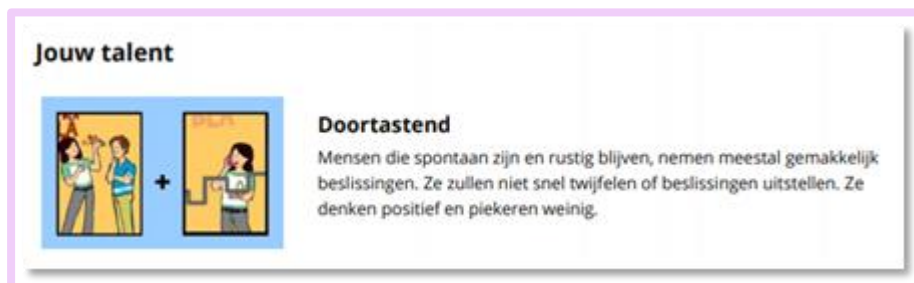 Jouw talent
Doortastend
Mensen die spontaan zijn en rustig blijven, nemen meestal gemakkelijk
beslissingen. Ze zullen niet snel twijfelen of beslissingen uitstellen. Ze
denken positief en piekeren weinig.
+